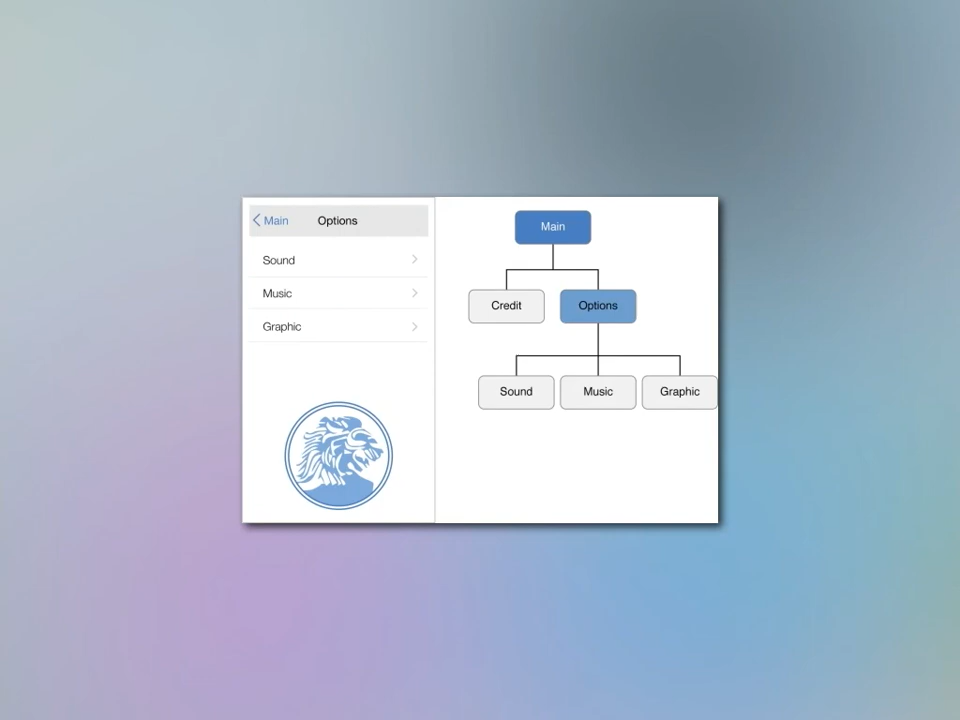 Main Options
Sound
Music
Graphic
Main
Credit Options
Sound Music Graphic